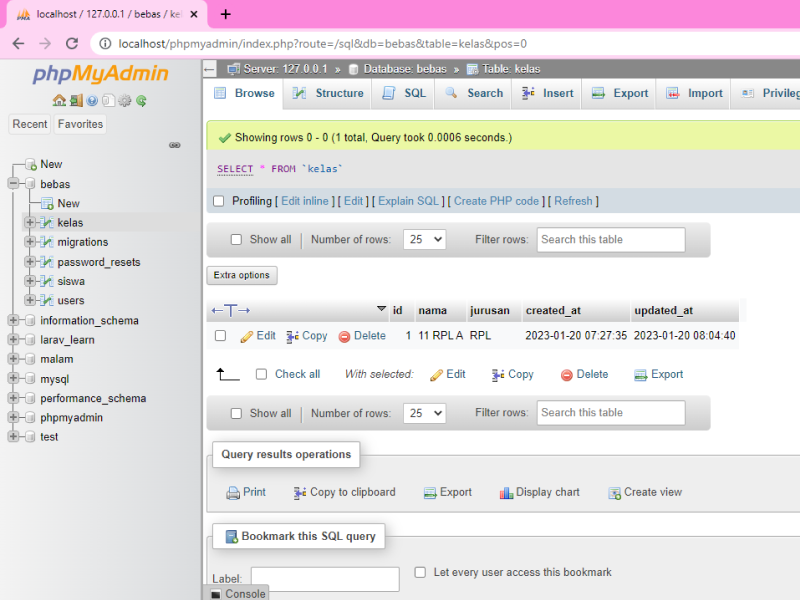 localhost / 127.0.0.1 / bebas / kel
localhost/phpmyadmin/index.php?route=/sql&db=bebas&table=kelas&pos=0
phpMyAdmin
Recent Favorites
New
bebas
New
kelas
migrations
password_resets
siswa
users
information_schema
larav_learn
malam
mysql
performance_schema
phpmyadmin
test
Server: 127.0.0.1 » Database: bebas » Table: kelas
Browse Structure SQL Search Insert Export Import Privileg
Showing rows 0 - 0 (1 total, Query took 0.0006 seconds.)
SELECT * FROM `kelas`
Profiling [ Edit inline ] [ Edit ] [ Explain SQL ] [ Create PHP code ] [ Refresh ]
Show all | Number of rows: 25 Filter rows: Search this table
Extra options
←T→ id nama jurusan created_at updated_at
Edit Copy Delete 1 11 RPL A RPL 2023-01-20 07:27:35 2023-01-20 08:04:40
Check all With selected: Edit Copy Delete Export
Show all | Number of rows: 25 Filter rows: Search this table
Query results operations
Print Copy to clipboard Export Display chart Create view
Bookmark this SQL query
Label: Let every user access this bookmark
Console